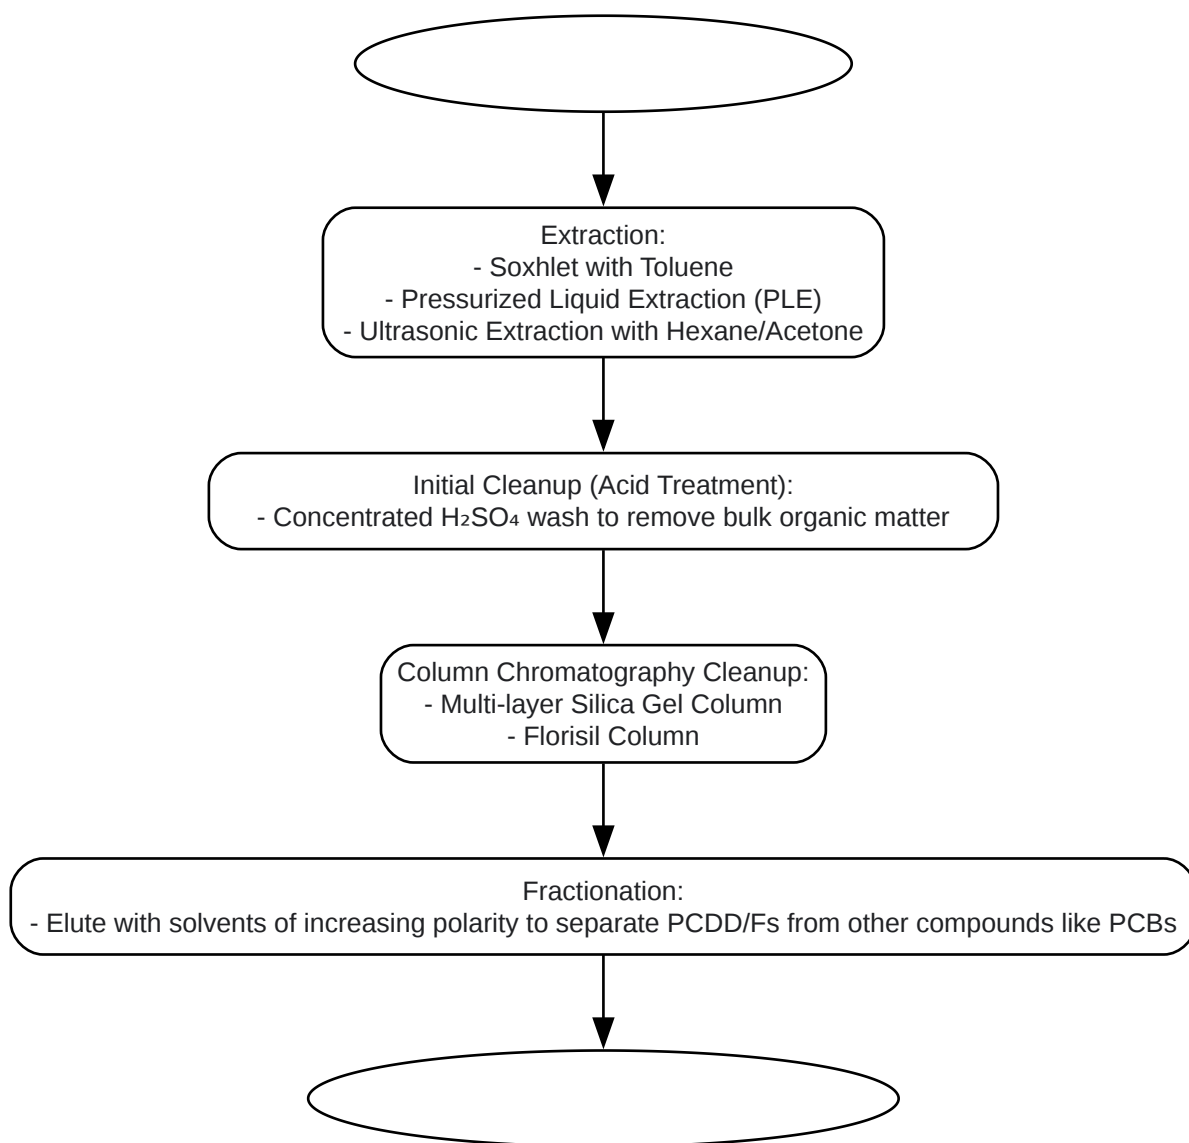 Extraction:
- Soxhlet with Toluene
- Pressurized Liquid Extraction (PLE)
- Ultrasonic Extraction with Hexane/Acetone
Initial Cleanup (Acid Treatment):
- Concentrated H₂SO₄ wash to remove bulk organic matter
Column Chromatography Cleanup:
- Multi-layer Silica Gel Column
- Florisil Column
Fractionation:
- Elute with solvents of increasing polarity to separate PCDD/Fs from other compounds like PCBs